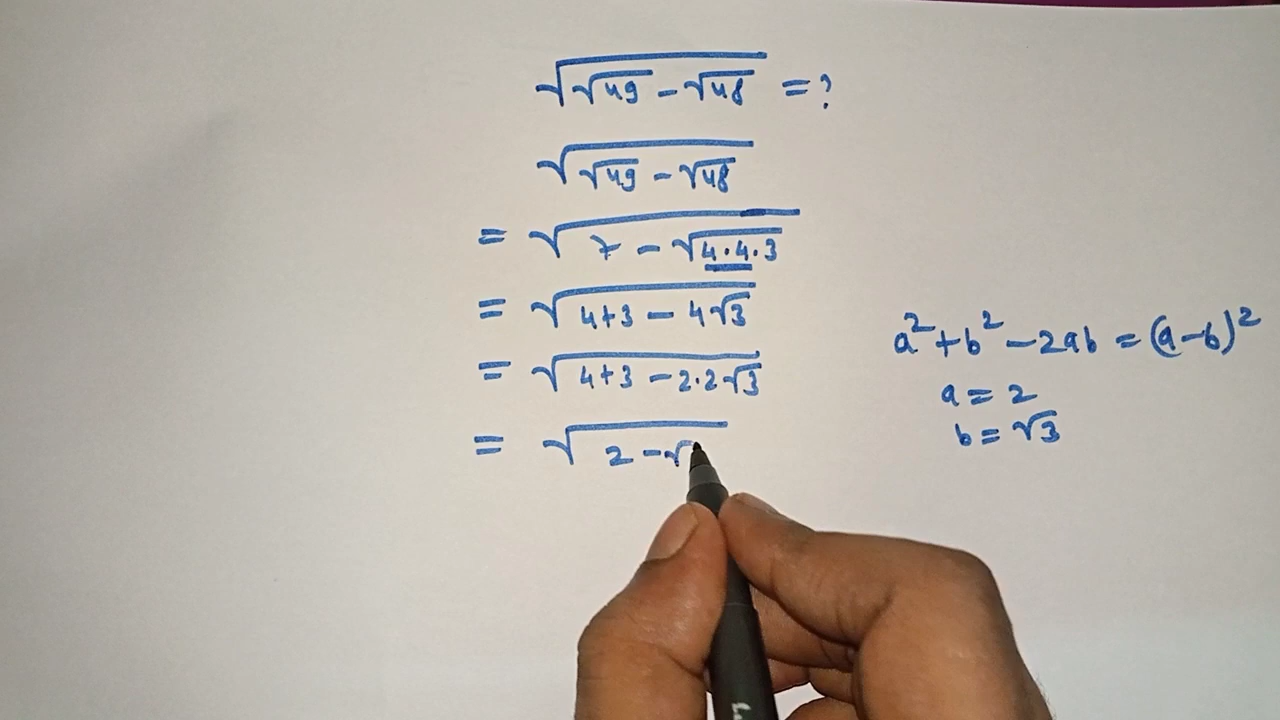 √(√49 − √48) = ?
√(√49 − √48)
= √(7 − √(4·4·3))
= √(4+3 − 4√3)
= √(4+3 − 2·2√3)
= √(2 − √
a² + b² − 2ab = (a−b)²
a = 2
b = √3